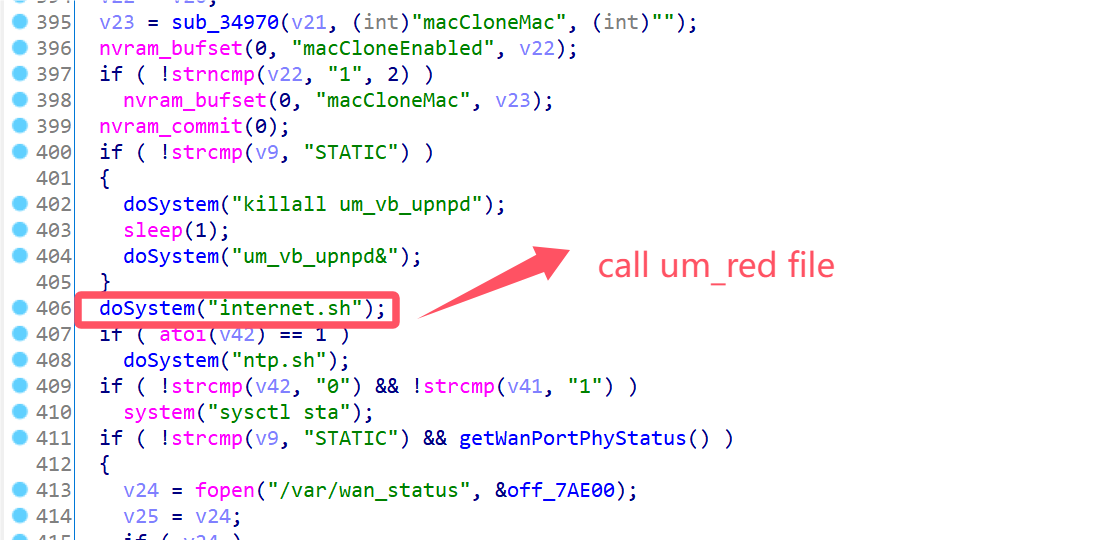 395 v23 = sub_34970(v21, (int)"macCloneMac", (int)"");
396 nvram_bufset(0, "macCloneEnabled", v22);
397 if ( !strncmp(v22, "1", 2) )
398 nvram_bufset(0, "macCloneMac", v23);
399 nvram_commit(0);
400 if ( !strcmp(v9, "STATIC") )
401 {
402 doSystem("killall um_vb_upnpd");
403 sleep(1);
404 doSystem("um_vb_upnpd&");
405 }
call um_red file
406 doSystem("internet.sh");
407 if ( atoi(v42) == 1 )
408 doSystem("ntp.sh");
409 if ( !strcmp(v42, "0") && !strcmp(v41, "1") )
410 system("sysctl sta");
411 if ( !strcmp(v9, "STATIC") && getWanPortPhyStatus() )
412 {
413 v24 = fopen("/var/wan_status", &off_7AE00);
414 v25 = v24;